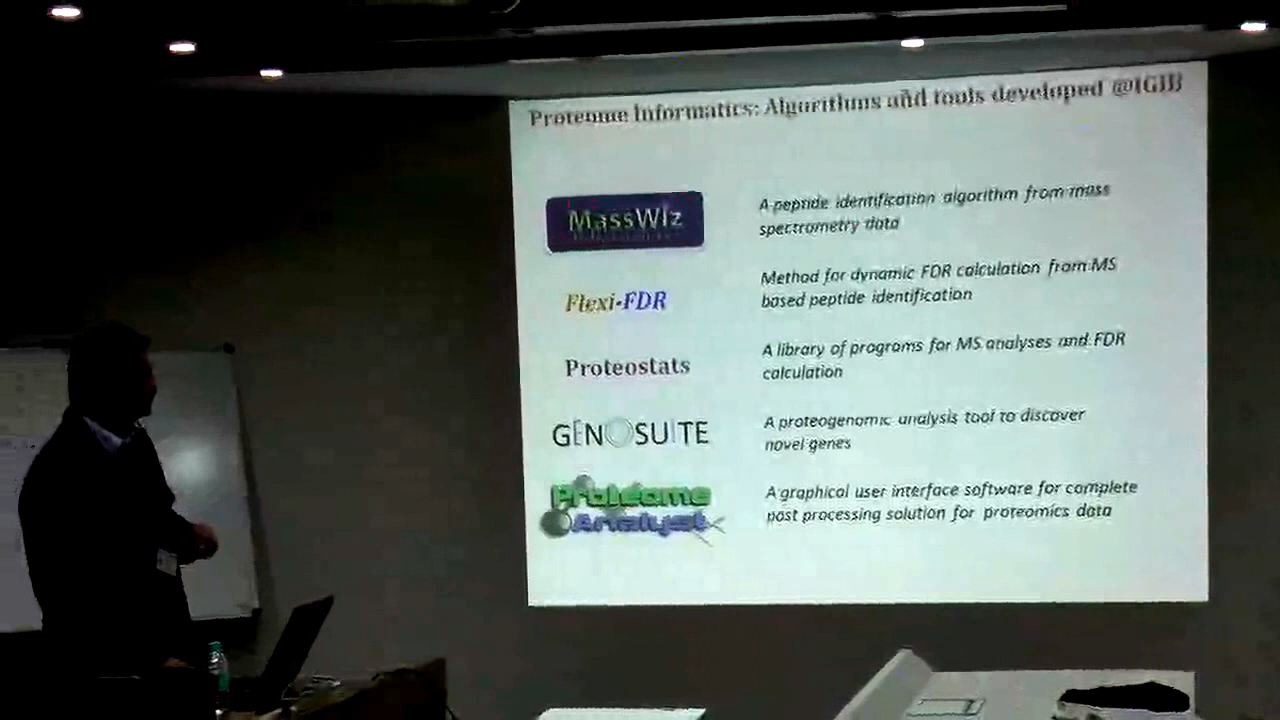 Proteome Informatics: Algorithms and tools developed @IGIB
MassWiz
A peptide identification algorithm from mass
spectrometry data
Flexi-FDR
Method for dynamic FDR calculation from MS
based peptide identification
Proteostats
A library of programs for MS analyses and FDR
calculation
GENOSUITE
A proteogenomic analysis tool to discover
novel genes
Proteome
Analyst
A graphical user interface software for complete
post processing solution for proteomics data